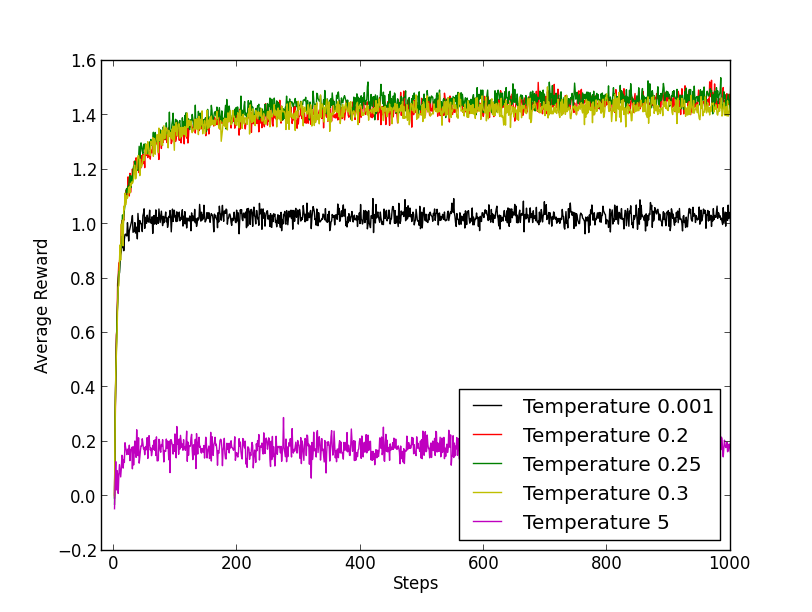 1.6
1.4
1.2
1.0
0.8
0.6
0.4
0.2
0.0
−0.2
Average Reward
Temperature 0.001
Temperature 0.2
Temperature 0.25
Temperature 0.3
Temperature 5
0 200 400 600 800 1000
Steps